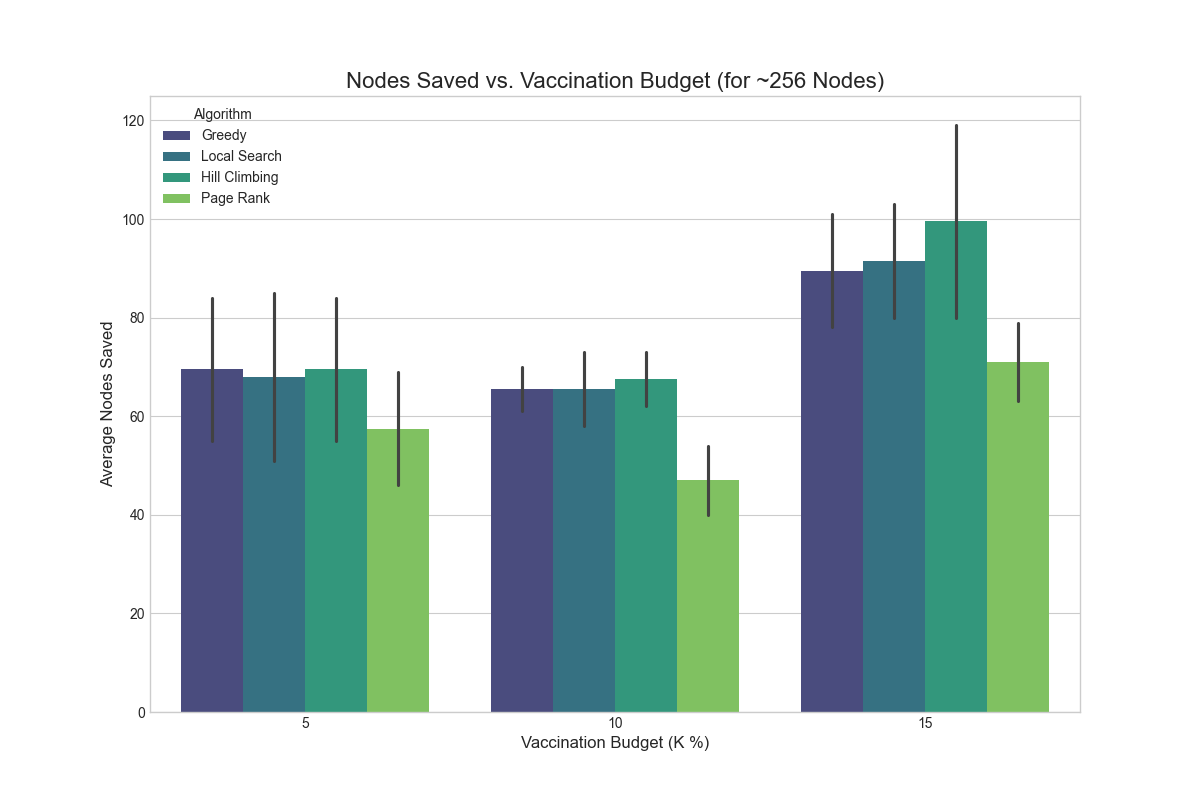 Nodes Saved vs. Vaccination Budget (for ~256 Nodes)
Algorithm
Greedy
Local Search
Hill Climbing
Page Rank
Average Nodes Saved
120
100
80
60
40
20
0
5
10
15
Vaccination Budget (K %)